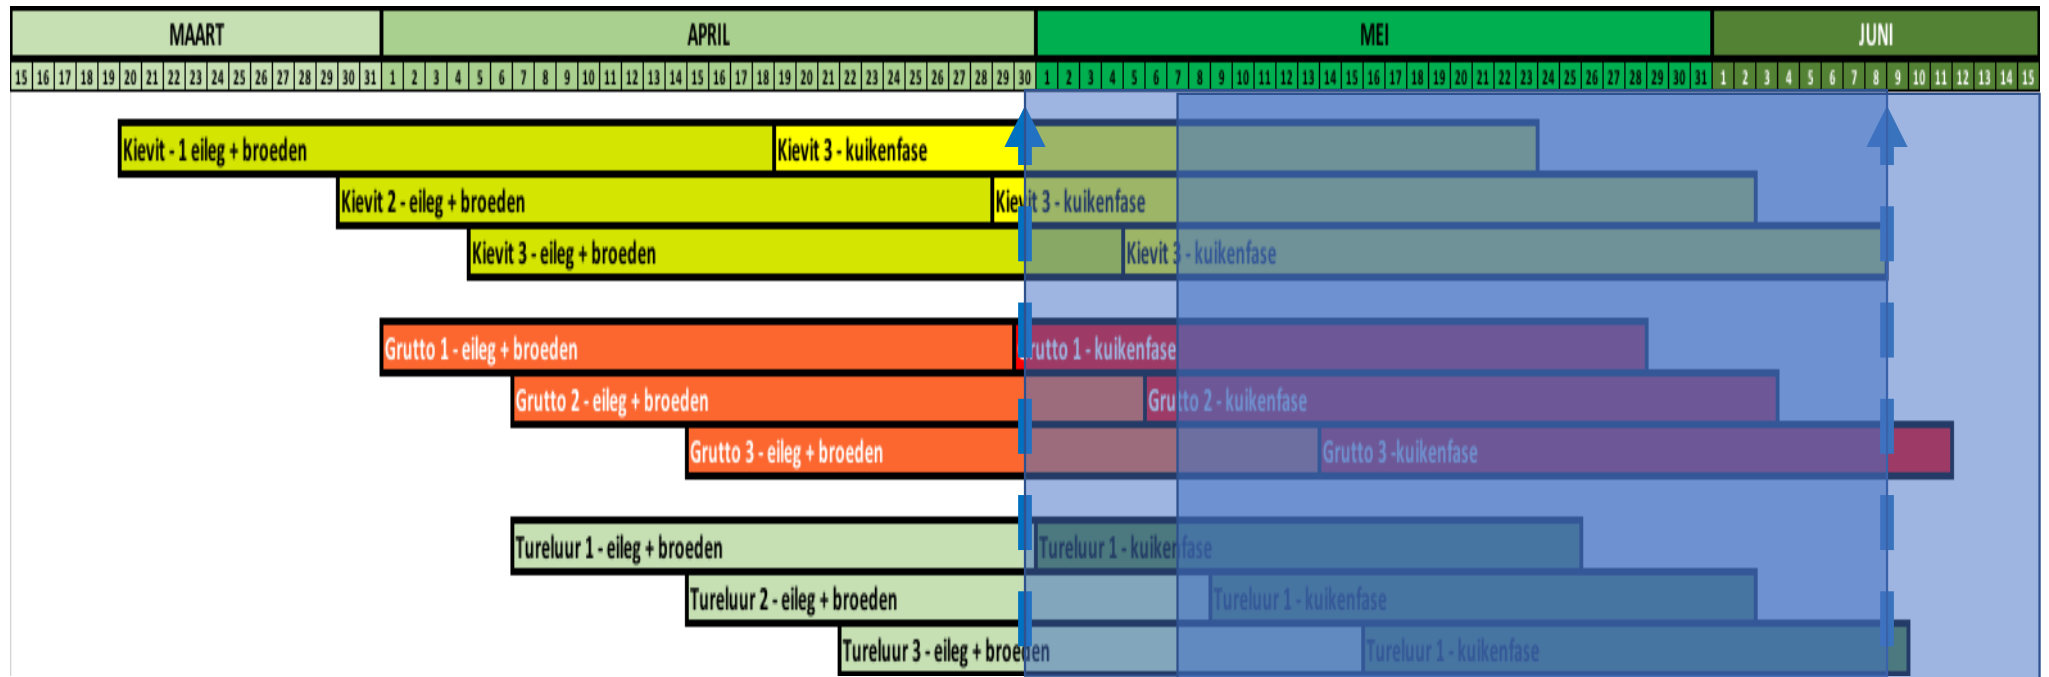 MAART APRIL MEI JUNI
15 16 17 18 19 20 21 22 23 24 25 26 27 28 29 30 31 1 2 3 4 5 6 7 8 9 10 11 12 13 14 15 16 17 18 19 20 21 22 23 24 25 26 27 28 29 30 1 2 3 4 5 6 7 8 9 10 11 12 13 14 15 16 17 18 19 20 21 22 23 24 25 26 27 28 29 30 31 1 2 3 4 5 6 7 8 9 10 11 12 13 14 15
Kievit - 1 eileg + broeden Kievit 3 - kuikenfase
Kievit 2 - eileg + broeden Kievit 3 - kuikenfase
Kievit 3 - eileg + broeden Kievit 3 - kuikenfase
Grutto 1 - eileg + broeden Grutto 1 - kuikenfase
Grutto 2 - eileg + broeden Grutto 2 - kuikenfase
Grutto 3 - eileg + broeden Grutto 3 -kuikenfase
Tureluur 1 - eileg + broeden Tureluur 1 - kuikenfase
Tureluur 2 - eileg + broeden Tureluur 1 - kuikenfase
Tureluur 3 - eileg + broeden Tureluur 1 - kuikenfase